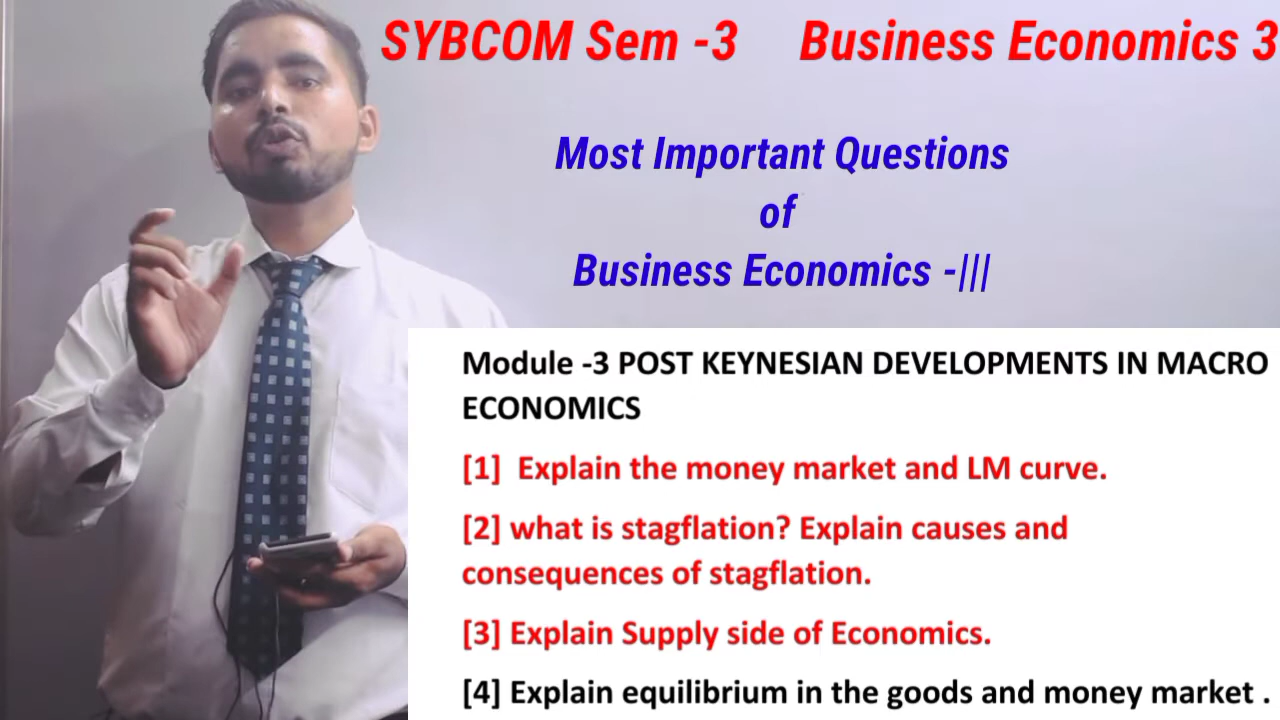 SYBCOM Sem -3 Business Economics 3
Most Important Questions
of
Business Economics -|||
Module -3 POST KEYNESIAN DEVELOPMENTS IN MACRO
ECONOMICS
[1] Explain the money market and LM curve.
[2] what is stagflation? Explain causes and
consequences of stagflation.
[3] Explain Supply side of Economics.
[4] Explain equilibrium in the goods and money market .